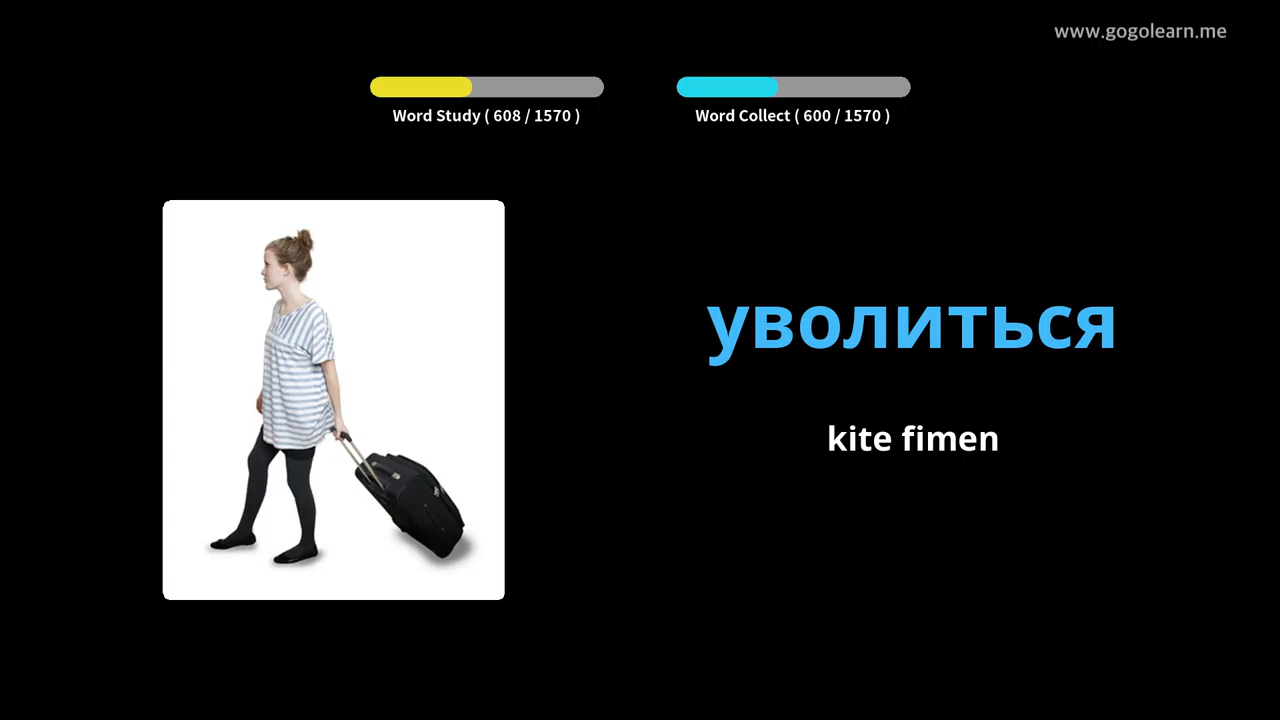 www.gogolearn.me
Word Study ( 608 / 1570 )
Word Collect ( 600 / 1570 )
уволиться
kite fimen